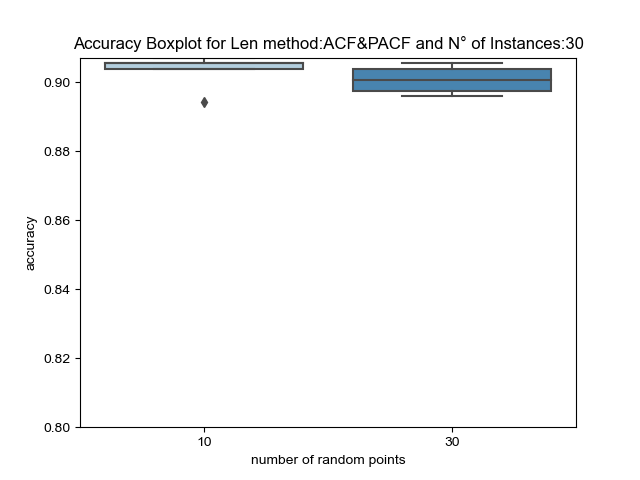 Accuracy Boxplot for Len method:ACF&PACF and N° of Instances:30
0.90
0.88
0.86
0.84
0.82
0.80
accuracy
10 30
number of random points